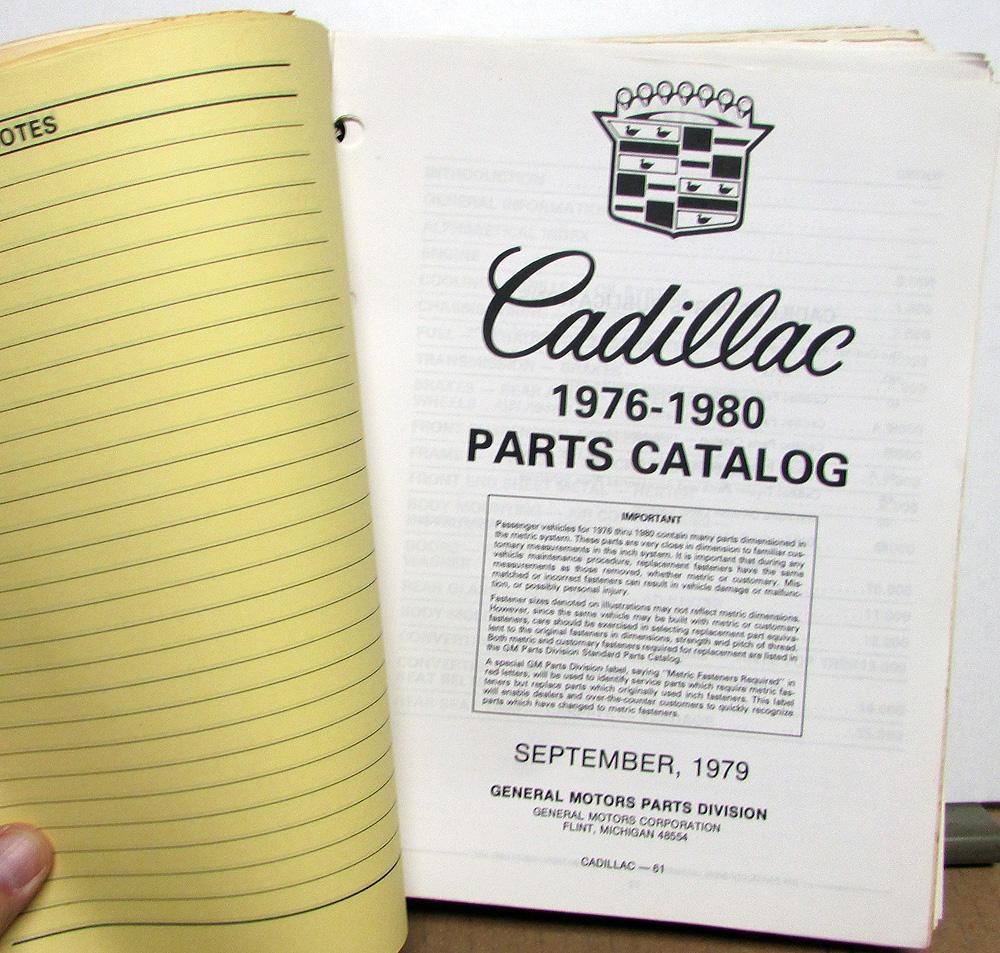 OTES
Cadillac
1976-1980
PARTS CATALOG
IMPORTANT
Passenger vehicles for 1976 thru 1980 contain many parts dimensioned in
the metric system. These parts are very close in dimension to familiar cus-
tomary measurements in the inch system. It is important that during any
vehicle maintenance procedure, replacement fasteners have the same
measurements as those removed, whether metric or customary. Mis-
matched or incorrect fasteners can result in vehicle damage or malfunc-
tion, or possibly personal injury.
Fastener sizes denoted on illustrations may not reflect metric dimensions.
However, since the same vehicle may be built with metric or customary
fasteners, care should be exercised in selecting replacement part equiva-
lent to the original fasteners in dimensions, strength and pitch of thread.
Both metric and customary fasteners required for replacement are listed in
the GM Parts Division Standard Parts Catalog.
A special GM Parts Division label, saying "Metric Fasteners Required" in
red letters, will be used to identify service parts which require metric fas-
teners but replace parts which originally used inch fasteners. This label
will enable dealers and over-the-counter customers to quickly recognize
parts which have changed to metric fasteners.
SEPTEMBER, 1979
GENERAL MOTORS PARTS DIVISION
GENERAL MOTORS CORPORATION
FLINT, MICHIGAN 48554
CADILLAC — 61